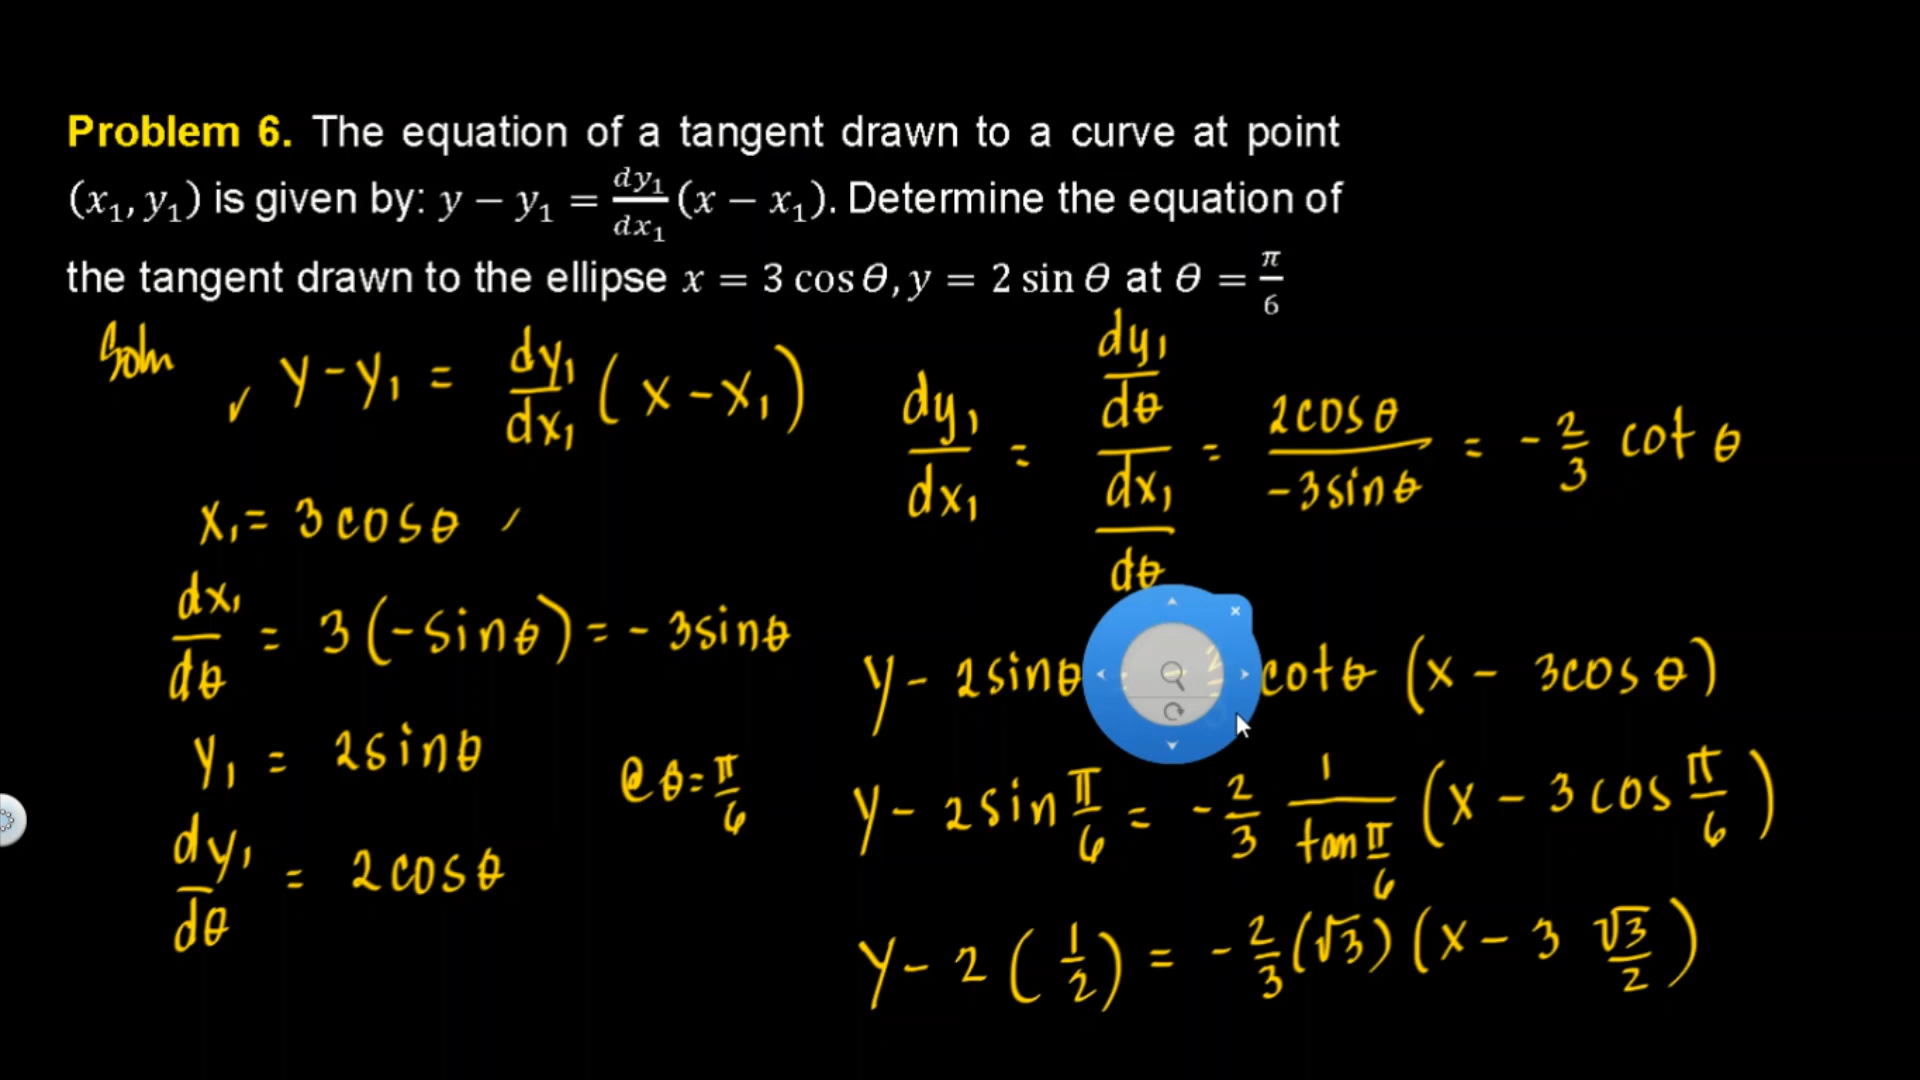 Problem 6. The equation of a tangent drawn to a curve at point
(x₁, y₁) is given by: y − y₁ = dy₁/dx₁ (x − x₁). Determine the equation of
the tangent drawn to the ellipse x = 3 cos θ, y = 2 sin θ at θ = π/6
Soln
✓ y - y₁ = dy₁/dx₁ (x - x₁)
x₁ = 3cosθ
dx₁/dθ = 3(-sinθ) = -3sinθ
y₁ = 2sinθ
dy₁/dθ = 2cosθ
@ θ = π/6
dy₁/dx₁ = (dy₁/dθ)/(dx₁/dθ) = 2cosθ/-3sinθ = -2/3 cot θ
y - 2sinθ cotθ (x - 3cosθ)
y - 2sin π/6 = -2/3 1/tan π/6 (x - 3cos π/6)
y - 2(1/2) = -2/3 (√3)(x - 3 √3/2)